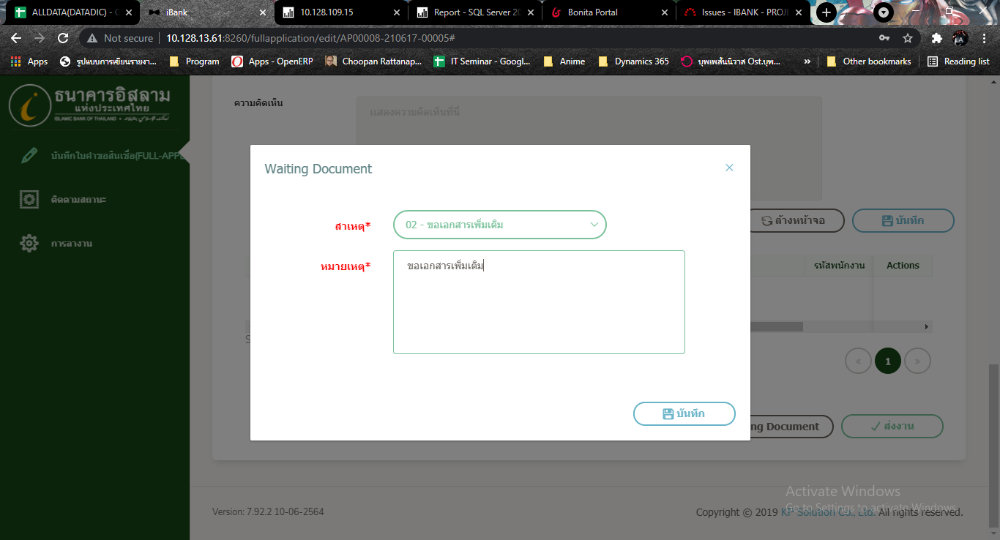 ALLDATA(DATADIC) - G
iBank
10.128.109.15
Report - SQL Server 20
Bonita Portal
Issues - IBANK - PROJE
Not secure
10.128.13.61:8260/fullapplication/edit/AP00008-210617-00005#
Apps
รูปแบบการเขียนรายงา...
Program
Apps - OpenERP
Choopan Rattanap...
IT Seminar - Googl...
Anime
Dynamics 365
บุพเพสันนิวาส Ost.บุพ...
»
Other bookmarks
Reading list
ธนาคารอิสลาม
แห่งประเทศไทย
ISLAMIC BANK OF THAILAND
บันทึกใบคำขอสินเชื่อ(FULL-APPL
ติดตามสถานะ
การลางาน
ความคิดเห็น
แสดงความคิดเห็นที่นี่
Waiting Document
×
สาเหตุ*
02 - ขอเอกสารเพิ่มเติม
หมายเหตุ*
ขอเอกสารเพิ่มเติม
บันทึก
ล้างหน้าจอ
บันทึก
รหัสพนักงาน
Actions
S
«
1
»
ng Document
ส่งงาน
Activate Windows
Go to Settings to activate Windows.
Version: 7.92.2 10-06-2564
Copyright © 2019 KP Solution Co., Ltd. All rights reserved.